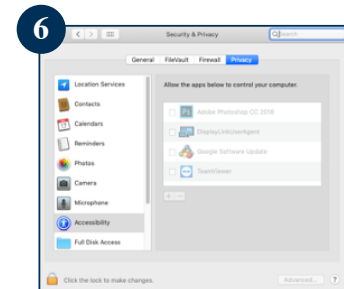 6
Security & Privacy
Search
General FileVault Firewall Privacy
Location Services
Contacts
Calendars
Reminders
Photos
Camera
Microphone
Accessibility
Full Disk Access
Allow the apps below to control your computer.
Ps Adobe Photoshop CC 2018
DisplayLinkUserAgent
Google Software Update
TeamViewer
+ −
Click the lock to make changes.
Advanced... ?